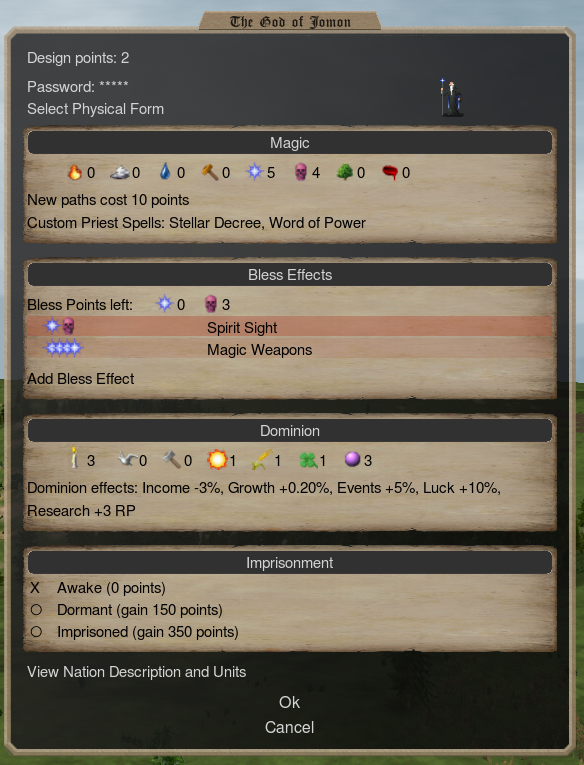 The God of Jomon
Design points: 2
Password: *****
Select Physical Form
Magic
0 0 0 0 5 4 0 0
New paths cost 10 points
Custom Priest Spells: Stellar Decree, Word of Power
Bless Effects
Bless Points left: 0 3
Spirit Sight
Magic Weapons
Add Bless Effect
Dominion
3 0 0 1 1 1 3
Dominion effects: Income -3%, Growth +0.20%, Events +5%, Luck +10%,
Research +3 RP
Imprisonment
X Awake (0 points)
Dormant (gain 150 points)
Imprisoned (gain 350 points)
View Nation Description and Units
Ok
Cancel